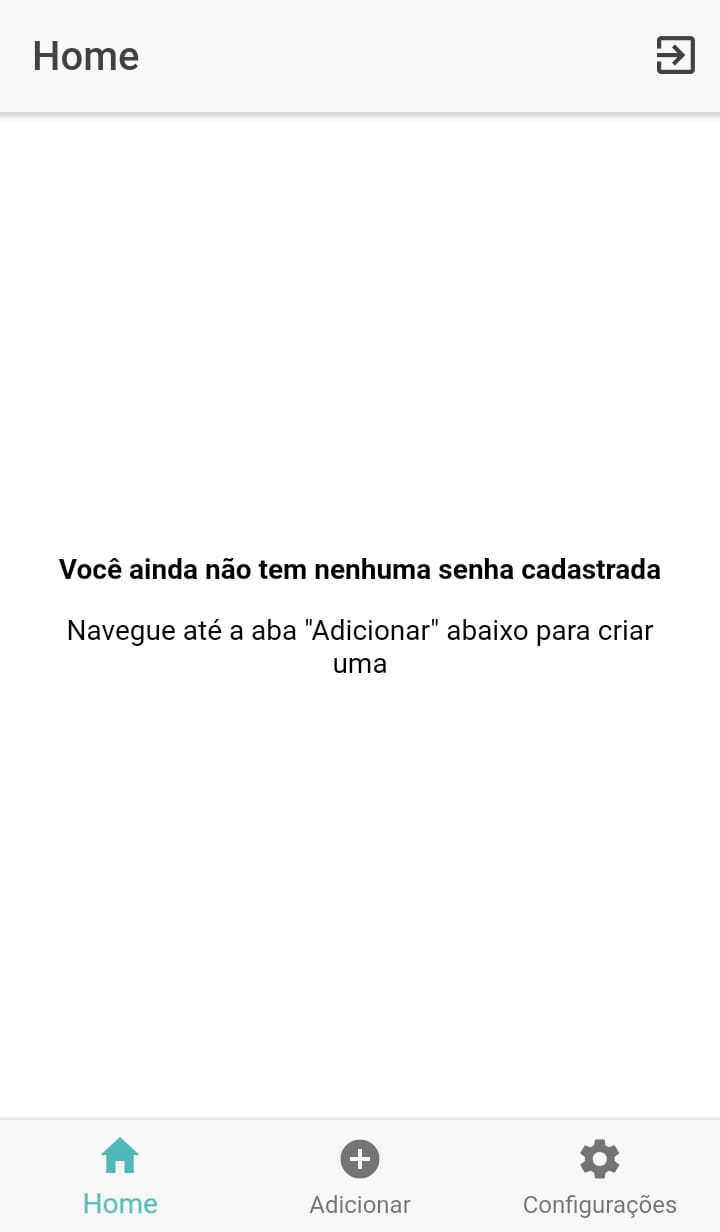 Home
Você ainda não tem nenhuma senha cadastrada
Navegue até a aba "Adicionar" abaixo para criar
uma
Home
Adicionar
Configurações